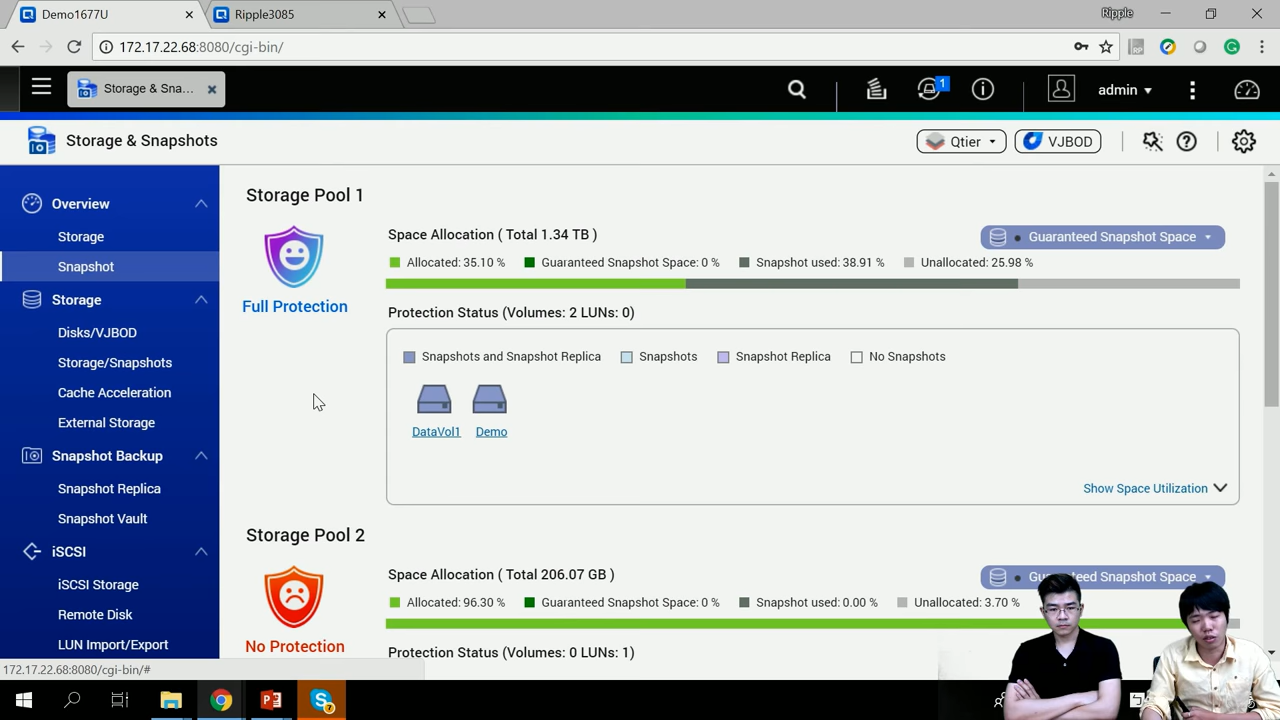 Demo1677U
Ripple3085
Ripple
172.17.22.68:8080/cgi-bin/
Storage & Sna...
1
admin
Storage & Snapshots
Qtier
VJBOD
Overview
Storage
Snapshot
Storage
Disks/VJBOD
Storage/Snapshots
Cache Acceleration
External Storage
Snapshot Backup
Snapshot Replica
Snapshot Vault
iSCSI
iSCSI Storage
Remote Disk
LUN Import/Export
172.17.22.68:8080/cgi-bin/#
Storage Pool 1
Full Protection
Space Allocation ( Total 1.34 TB )
Guaranteed Snapshot Space
Allocated: 35.10 % Guaranteed Snapshot Space: 0 % Snapshot used: 38.91 % Unallocated: 25.98 %
Protection Status (Volumes: 2 LUNs: 0)
Snapshots and Snapshot Replica Snapshots Snapshot Replica No Snapshots
DataVol1 Demo
Show Space Utilization
Storage Pool 2
No Protection
Space Allocation ( Total 206.07 GB )
Guaranteed Snapshot Space
Allocated: 96.30 % Guaranteed Snapshot Space: 0 % Snapshot used: 0.00 % Unallocated: 3.70 %
Protection Status (Volumes: 0 LUNs: 1)